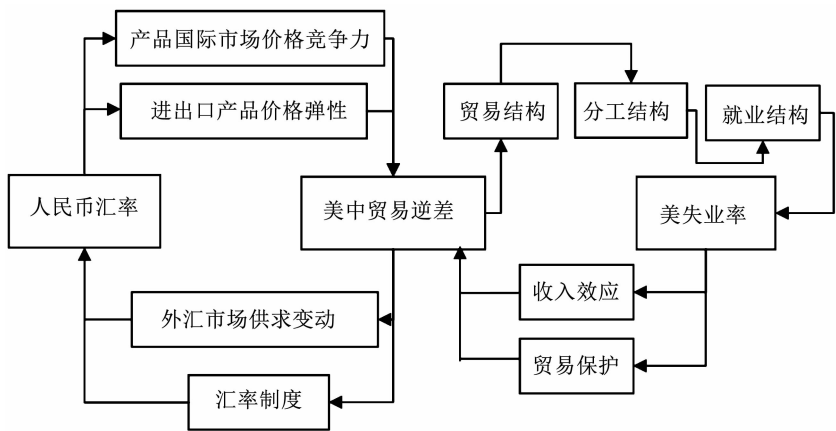 产品国际市场价格竞争力
进出口产品价格弹性
贸易结构
分工结构
就业结构
人民币汇率
美中贸易逆差
美失业率
收入效应
外汇市场供求变动
贸易保护
汇率制度